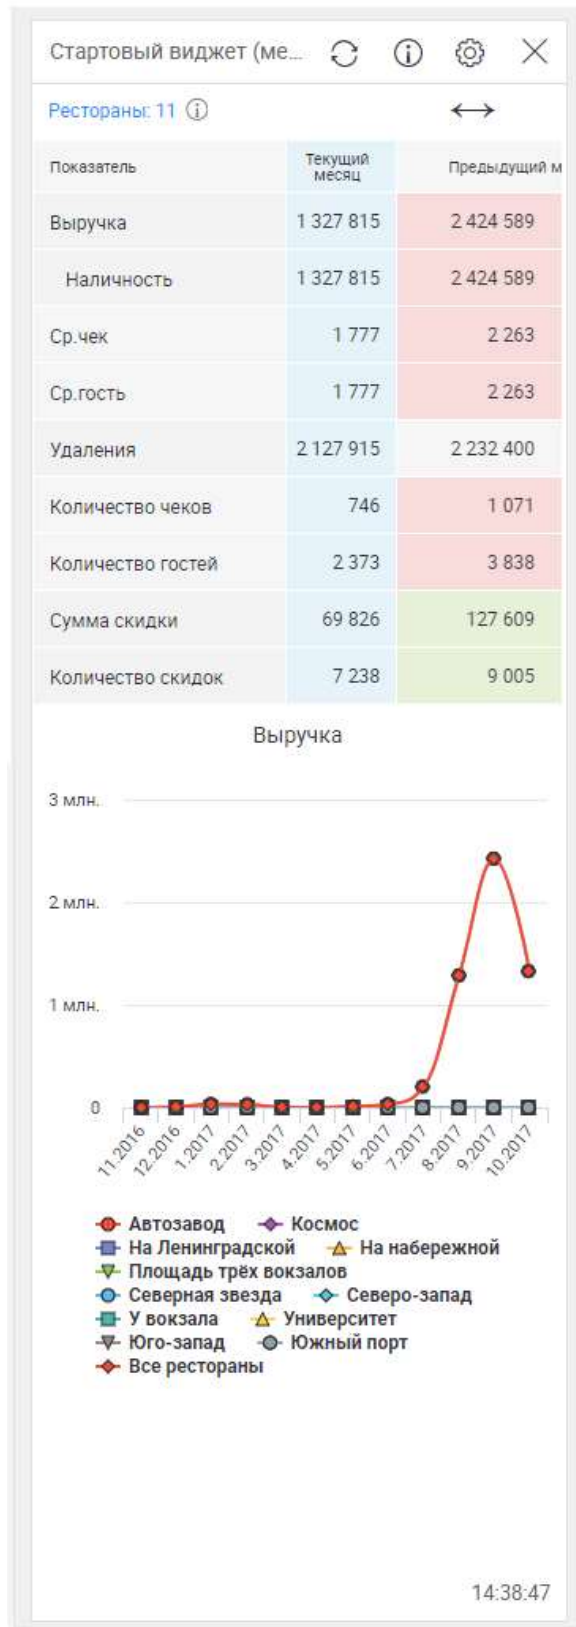 Стартовый виджет (ме...
Рестораны: 11
Показатель Текущий месяц Предыдущий м
Выручка 1 327 815 2 424 589
Наличность 1 327 815 2 424 589
Ср.чек 1 777 2 263
Ср.гость 1 777 2 263
Удаления 2 127 915 2 232 400
Количество чеков 746 1 071
Количество гостей 2 373 3 838
Сумма скидки 69 826 127 609
Количество скидок 7 238 9 005
Выручка
3 млн.
2 млн.
1 млн.
0
11.2016 12.2016 1.2017 2.2017 3.2017 4.2017 5.2017 6.2017 7.2017 8.2017 9.2017 10.2017
Автозавод Космос
На Ленинградской На набережной
Площадь трёх вокзалов
Северная звезда Северо-запад
У вокзала Университет
Юго-запад Южный порт
Все рестораны
14:38:47